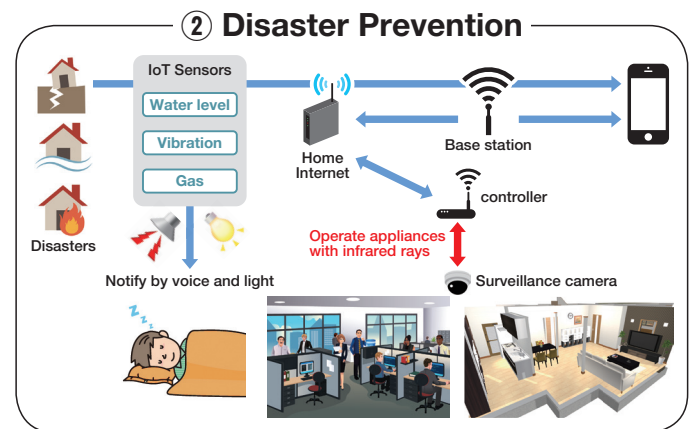 ② Disaster Prevention
IoT Sensors
Water level
Vibration
Gas
Disasters
Home
Internet
Base station
controller
Operate appliances
with infrared rays
Notify by voice and light
Surveillance camera
z z z z